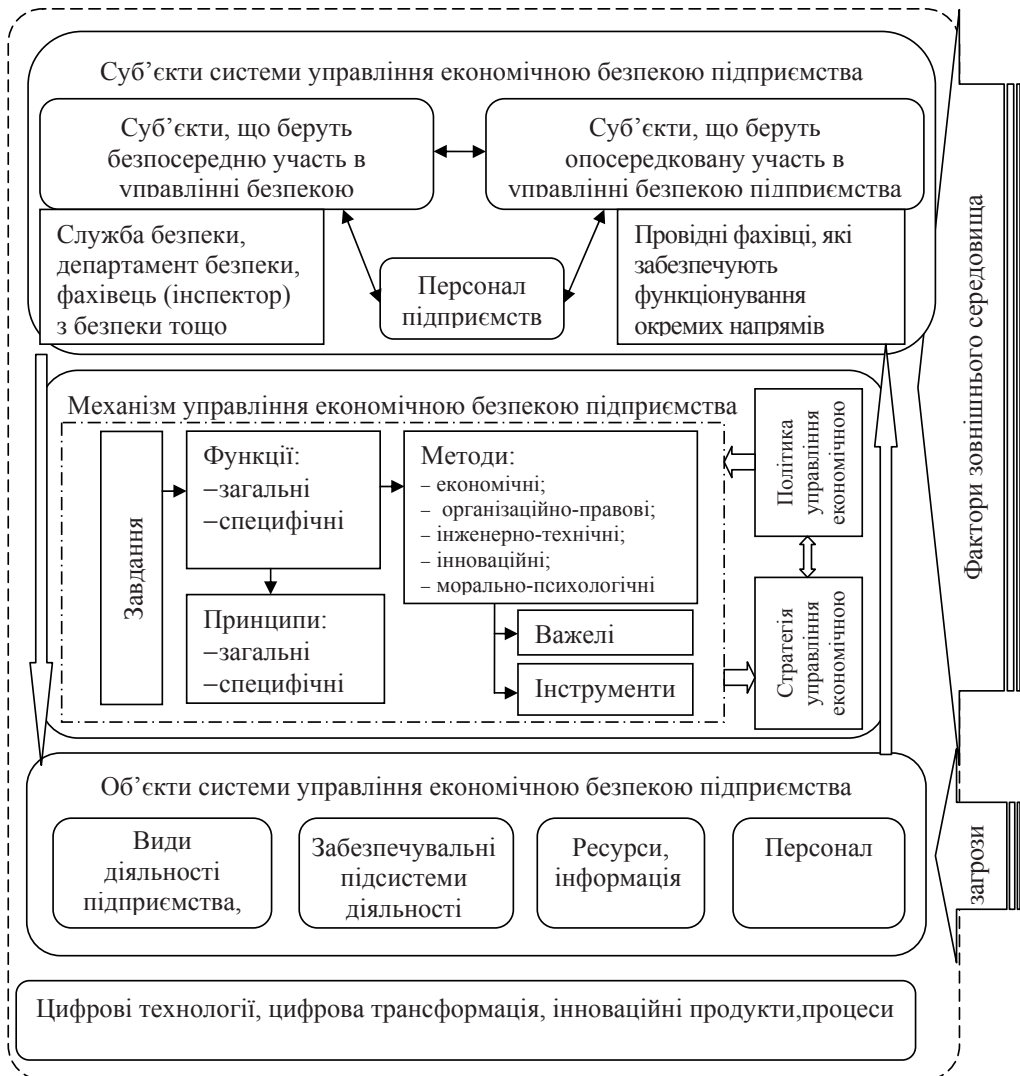 Суб’єкти системи управління економічною безпекою підприємства
Суб’єкти, що беруть
безпосередню участь в
управлінні безпекою
Суб’єкти, що беруть
опосередковану участь в
управлінні безпекою підприємства
Служба безпеки,
департамент безпеки,
фахівець (інспектор)
з безпеки тощо
Персонал
підприємств
Провідні фахівці, які
забезпечують
функціонування
окремих напрямів
Механізм управління економічною безпекою підприємства
Завдання
Функції:
–загальні
–специфічні
Принципи:
–загальні
–специфічні
Методи:
– економічні;
– організаційно-правові;
– інженерно-технічні;
– інноваційні;
– морально-психологічні
Важелі
Інструменти
Політика
управління
економічною
Стратегія
управління
економічною
Об’єкти системи управління економічною безпекою підприємства
Види
діяльності
підприємства,
Забезпечувальні
підсистеми
діяльності
Ресурси,
інформація
Персонал
Цифрові технології, цифрова трансформація, інноваційні продукти,процеси
Фактори зовнішнього середовища
загрози